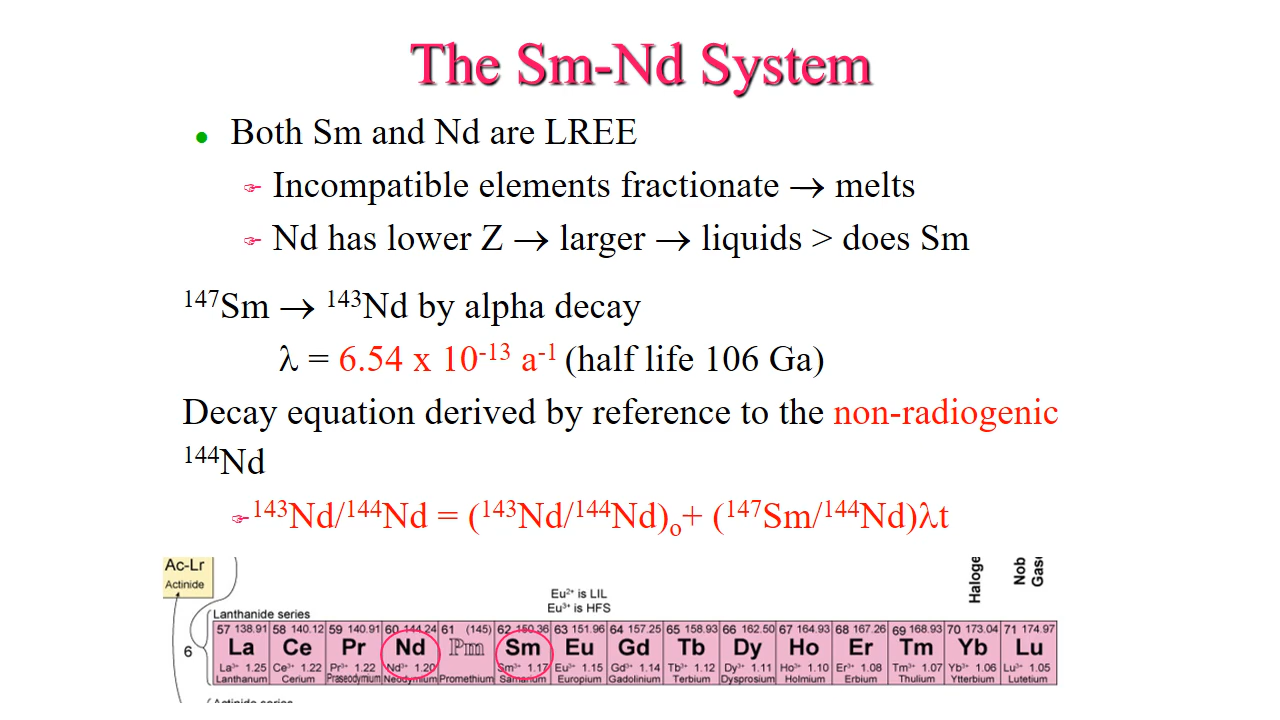 The Sm-Nd System
• Both Sm and Nd are LREE
☞ Incompatible elements fractionate → melts
☞ Nd has lower Z → larger → liquids > does Sm
¹⁴⁷Sm → ¹⁴³Nd by alpha decay
λ = 6.54 x 10⁻¹³ a⁻¹ (half life 106 Ga)
Decay equation derived by reference to the non-radiogenic
¹⁴⁴Nd
☞ ¹⁴³Nd/¹⁴⁴Nd = (¹⁴³Nd/¹⁴⁴Nd)ₒ + (¹⁴⁷Sm/¹⁴⁴Nd)λt
Ac-Lr
Actinide
Eu²⁺ is LIL
Eu³⁺ is HFS
Haloge
Nob
Gase
Lanthanide series
6
57 138.91 58 140.12 59 140.91 60 144.24 61 (145) 62 150.36 63 151.96 64 157.25 65 158.93 66 162.50 67 164.93 68 167.26 69 168.93 70 173.04 71 174.97
La Ce Pr Nd Pm Sm Eu Gd Tb Dy Ho Er Tm Yb Lu
La³⁺ 1.25 Ce³⁺ 1.22 Pr³⁺ 1.22 Nd³⁺ 1.20 Sm³⁺ 1.17 Eu³⁺ 1.15 Gd³⁺ 1.14 Tb³⁺ 1.12 Dy³⁺ 1.11 Ho³⁺ 1.10 Er³⁺ 1.08 Tm³⁺ 1.07 Yb³⁺ 1.06 Lu³⁺ 1.05
Lanthanum Cerium Praseodymium Neodymium Promethium Samarium Europium Gadolinium Terbium Dysprosium Holmium Erbium Thulium Ytterbium Lutetium
Actinide series